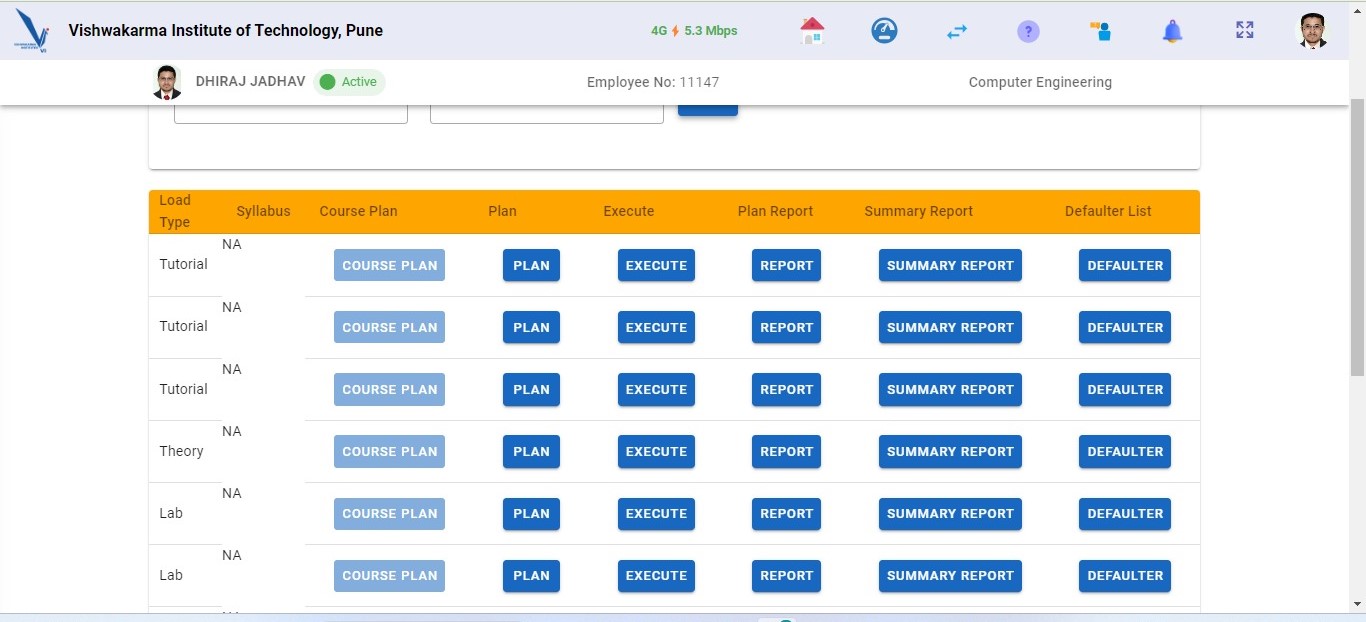 Vishwakarma Institute of Technology, Pune
4G 5.3 Mbps
?
DHIRAJ JADHAV Active Employee No: 11147 Computer Engineering
Load Type Syllabus Course Plan Plan Execute Plan Report Summary Report Defaulter List
Tutorial NA COURSE PLAN PLAN EXECUTE REPORT SUMMARY REPORT DEFAULTER
Tutorial NA COURSE PLAN PLAN EXECUTE REPORT SUMMARY REPORT DEFAULTER
Tutorial NA COURSE PLAN PLAN EXECUTE REPORT SUMMARY REPORT DEFAULTER
Theory NA COURSE PLAN PLAN EXECUTE REPORT SUMMARY REPORT DEFAULTER
Lab NA COURSE PLAN PLAN EXECUTE REPORT SUMMARY REPORT DEFAULTER
Lab NA COURSE PLAN PLAN EXECUTE REPORT SUMMARY REPORT DEFAULTER